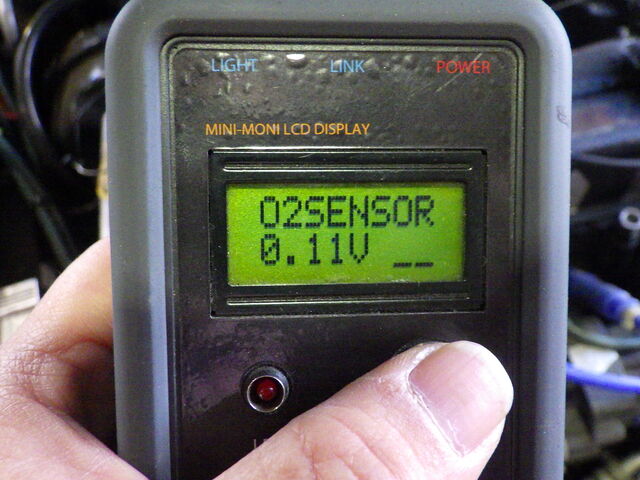 LIGHT LINK POWER
MINI-MONI LCD DISPLAY
O2SENSOR
0.11V __